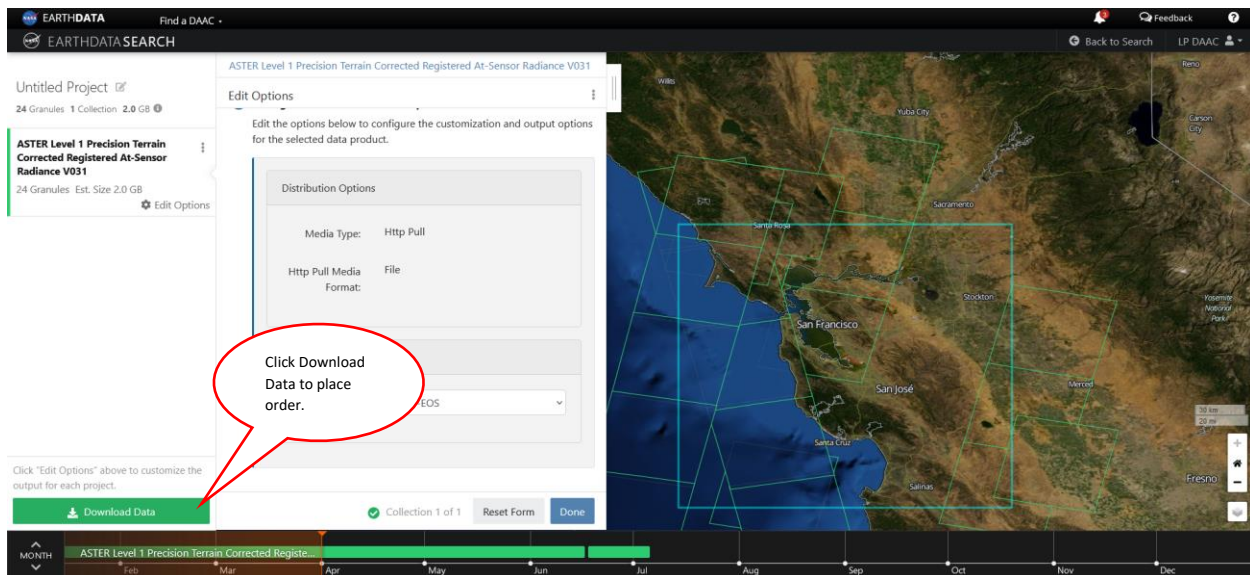 EARTHDATA Find a DAAC Feedback
EARTHDATA SEARCH Back to Search LP DAAC
Untitled Project
24 Granules 1 Collection 2.0 GB
ASTER Level 1 Precision Terrain
Corrected Registered At-Sensor
Radiance V031
24 Granules Est. Size 2.0 GB
Edit Options
Click "Edit Options" above to customize the
output for each project.
Download Data
ASTER Level 1 Precision Terrain Corrected Registered At-Sensor Radiance V031
Edit Options
Edit the options below to configure the customization and output options
for the selected data product.
Distribution Options
Media Type: Http Pull
Http Pull Media File
Format:
Click Download
Data to place
order.
EOS
Collection 1 of 1 Reset Form Done
Reno
Willits
Yuba City
Carson
City
Sacramento
Santa Rosa
Stockton
Yosemite
National
Park
San Francisco
San José
Merced
30 km
20 mi
Santa Cruz
Salinas
Fresno
MONTH
ASTER Level 1 Precision Terrain Corrected Registe...
Feb Mar Apr May Jun Jul Aug Sep Oct Nov Dec